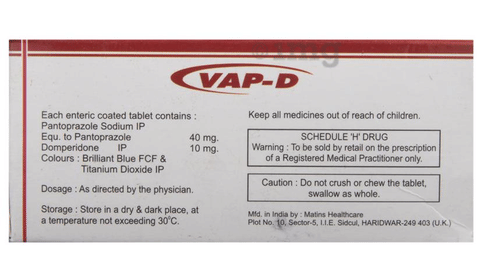 VAP-D
Each enteric coated tablet contains :
Pantoprazole Sodium IP
Equ. to Pantoprazole 40 mg.
Domperidone IP 10 mg.
Colours : Brilliant Blue FCF &
Titanium Dioxide IP
Dosage : As directed by the physician.
Storage : Store in a dry & dark place, at
a temperature not exceeding 30°C.
Keep all medicines out of reach of children.
SCHEDULE 'H' DRUG
Warning : To be sold by retail on the prescription
of a Registered Medical Practitioner only.
Caution : Do not crush or chew the tablet,
swallow as whole.
Mfd. in India by : Matins Healthcare
Plot No. 10, Sector-5, I.I.E. Sidcul, HARIDWAR-249 403 (U.K.)